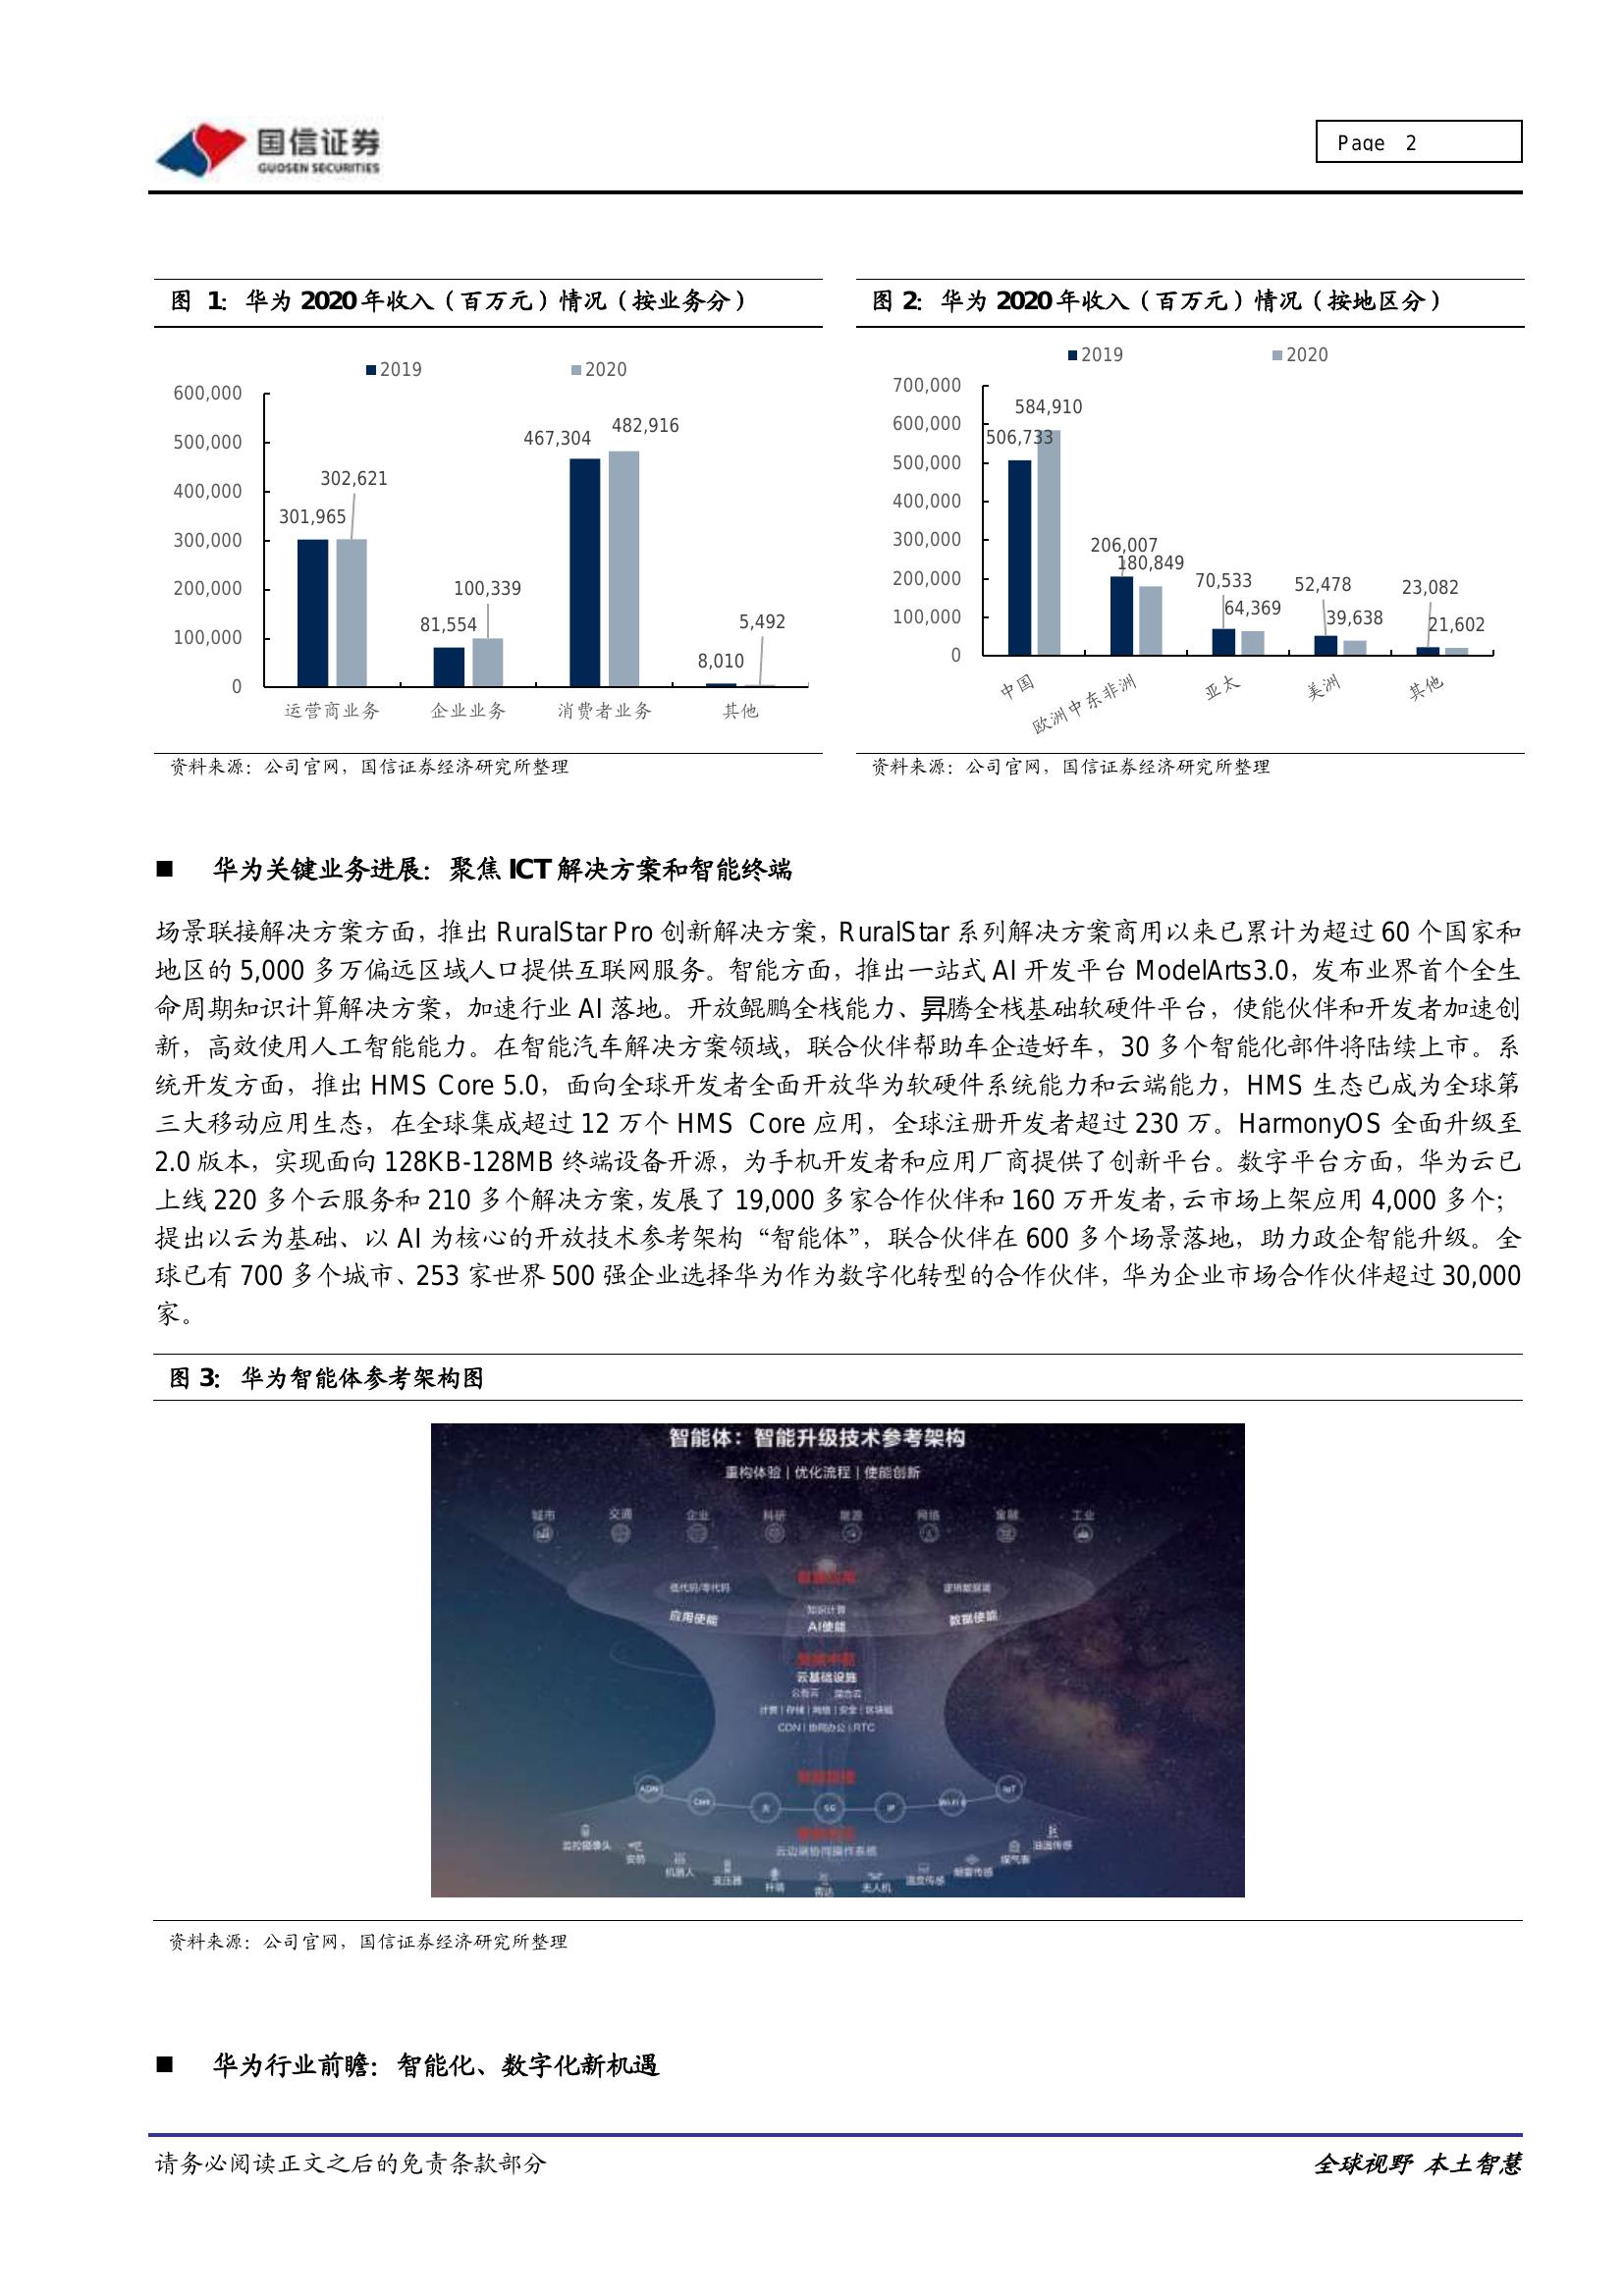 国信证券
GUOSEN SECURITIES
Page 2
图 1：华为 2020 年收入（百万元）情况（按业务分）
2019 2020
600,000
500,000
400,000
300,000
200,000
100,000
0
301,965
302,621
81,554
100,339
467,304
482,916
8,010
5,492
运营商业务 企业业务 消费者业务 其他
资料来源：公司官网，国信证券经济研究所整理
图 2：华为 2020 年收入（百万元）情况（按地区分）
2019 2020
700,000
600,000
500,000
400,000
300,000
200,000
100,000
0
506,733
584,910
206,007
180,849
70,533
64,369
52,478
39,638
23,082
21,602
中国 欧洲中东非洲 亚太 美洲 其他
资料来源：公司官网，国信证券经济研究所整理
■ 华为关键业务进展：聚焦 ICT 解决方案和智能终端
场景联接解决方案方面，推出 RuralStar Pro 创新解决方案，RuralStar 系列解决方案商用以来已累计为超过 60 个国家和
地区的 5,000 多万偏远区域人口提供互联网服务。智能方面，推出一站式 AI 开发平台 ModelArts3.0，发布业界首个全生
命周期知识计算解决方案，加速行业 AI 落地。开放鲲鹏全栈能力、昇腾全栈基础软硬件平台，使能伙伴和开发者加速创
新，高效使用人工智能能力。在智能汽车解决方案领域，联合伙伴帮助车企造好车，30 多个智能化部件将陆续上市。系
统开发方面，推出 HMS Core 5.0，面向全球开发者全面开放华为软硬件系统能力和云端能力，HMS 生态已成为全球第
三大移动应用生态，在全球集成超过 12 万个 HMS Core 应用，全球注册开发者超过 230 万。HarmonyOS 全面升级至
2.0 版本，实现面向 128KB-128MB 终端设备开源，为手机开发者和应用厂商提供了创新平台。数字平台方面，华为云已
上线 220 多个云服务和 210 多个解决方案，发展了 19,000 多家合作伙伴和 160 万开发者，云市场上架应用 4,000 多个；
提出以云为基础、以 AI 为核心的开放技术参考架构“智能体”，联合伙伴在 600 多个场景落地，助力政企智能升级。全
球已有 700 多个城市、253 家世界 500 强企业选择华为作为数字化转型的合作伙伴，华为企业市场合作伙伴超过 30,000
家。
图 3：华为智能体参考架构图
智能体：智能升级技术参考架构
重构体验 | 优化流程 | 使能创新
城市 交通 企业 科研 能源 网络 金融 工业
低代码/零代码
知识计算
应用使能 AI使能 数据使能
云基础设施
计算 | 存储 | 网络 | 安全 | 区块链
CDN | 协同办公 | RTC
ADN Core 5G IP IoT
云边端协同操作系统
监控摄像头 机器人 变压器 雷达 无人机 温度传感 烟雾传感 煤气表 油温传感
资料来源：公司官网，国信证券经济研究所整理
■ 华为行业前瞻：智能化、数字化新机遇
请务必阅读正文之后的免责条款部分
全球视野 本土智慧